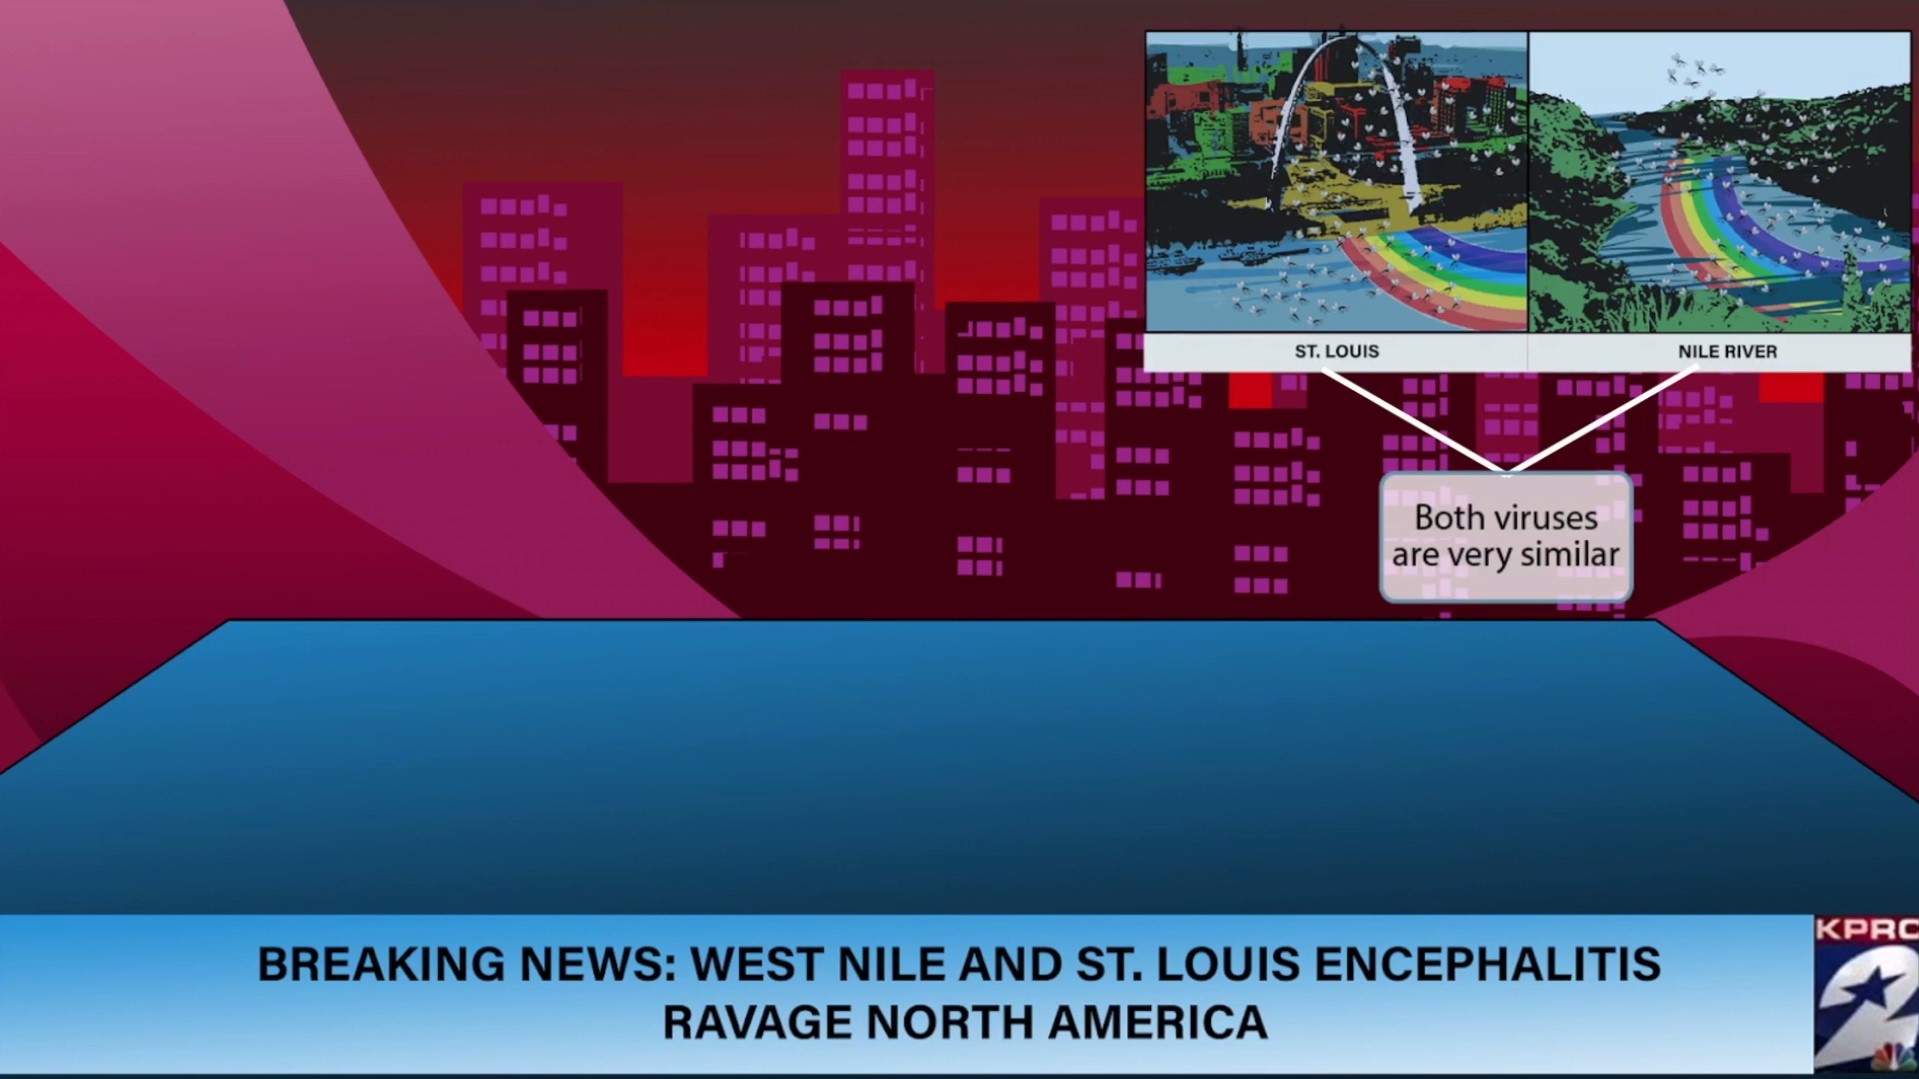 ST. LOUIS
NILE RIVER
Both viruses
are very similar
BREAKING NEWS: WEST NILE AND ST. LOUIS ENCEPHALITIS
RAVAGE NORTH AMERICA
KPRC
2